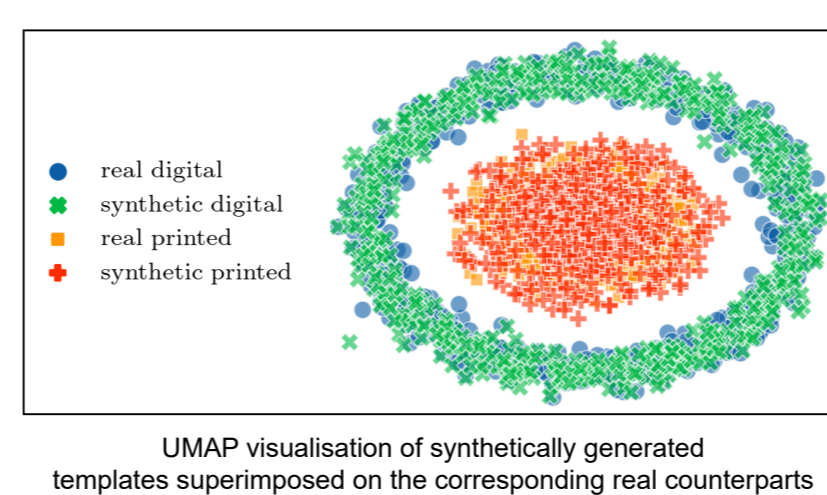 real digital
synthetic digital
real printed
synthetic printed
UMAP visualisation of synthetically generated
templates superimposed on the corresponding real counterparts